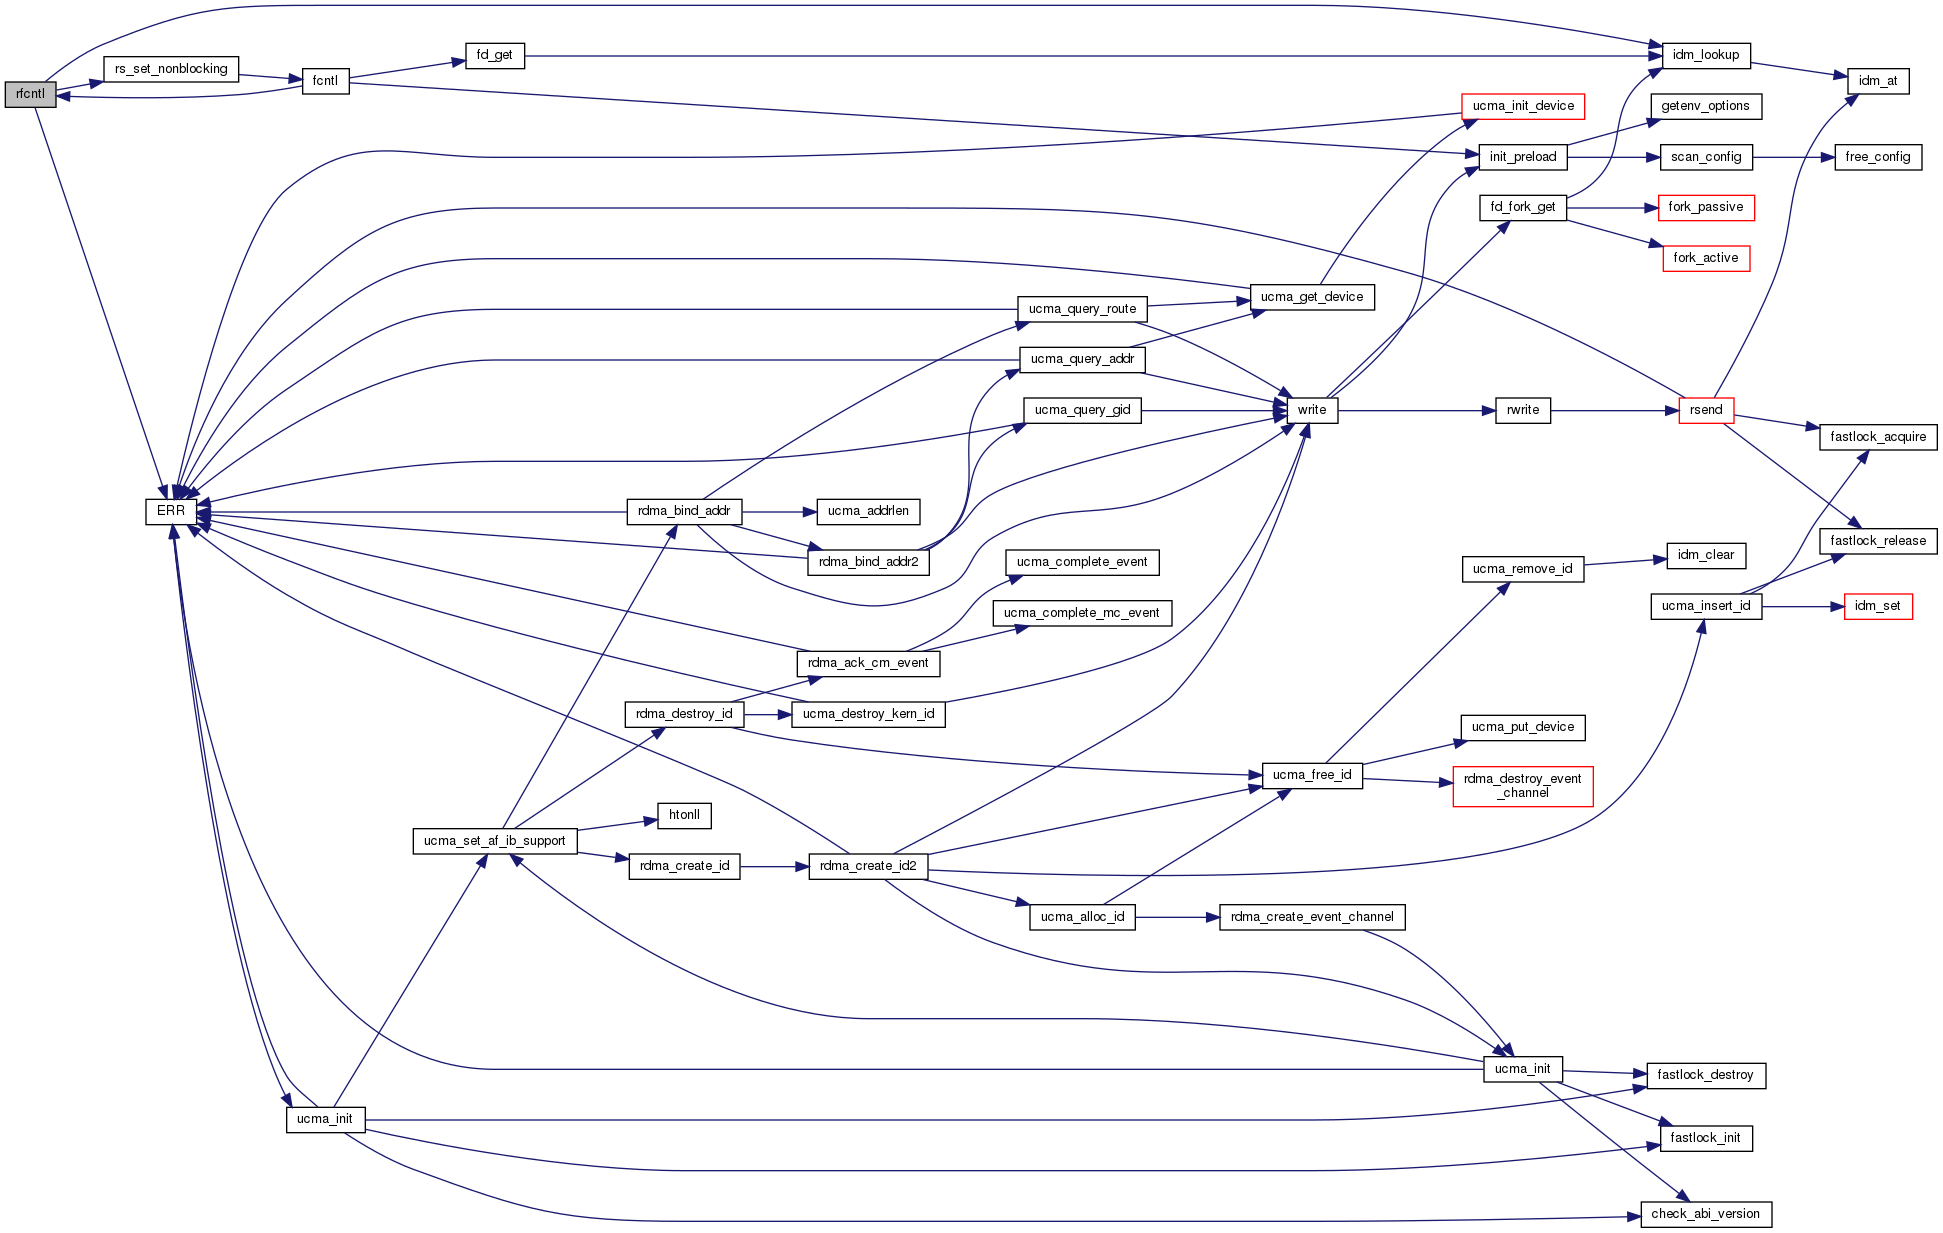 rfcntl
rs_set_nonblocking
fcntl
fd_get
idm_lookup
idm_at
ucma_init_device
getenv_options
init_preload
scan_config
free_config
fd_fork_get
fork_passive
fork_active
ucma_get_device
ucma_query_route
ucma_query_addr
ucma_query_gid
write
rwrite
rsend
fastlock_acquire
ERR
rdma_bind_addr
ucma_addrlen
fastlock_release
rdma_bind_addr2
ucma_complete_event
ucma_remove_id
idm_clear
ucma_complete_mc_event
ucma_insert_id
idm_set
rdma_ack_cm_event
rdma_destroy_id
ucma_destroy_kern_id
ucma_put_device
ucma_free_id
rdma_destroy_event
_channel
htonll
ucma_set_af_ib_support
rdma_create_id
rdma_create_id2
ucma_alloc_id
rdma_create_event_channel
ucma_init
fastlock_destroy
ucma_init
fastlock_init
check_abi_version